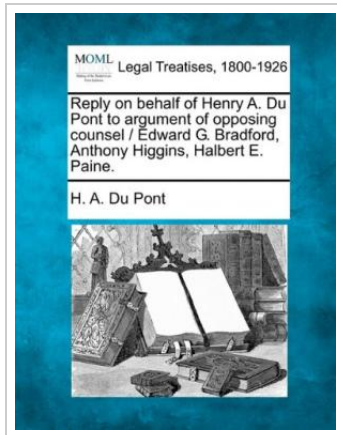 MOML
Legal Treatises, 1800-1926
Reply on behalf of Henry A. Du
Pont to argument of opposing
counsel / Edward G. Bradford,
Anthony Higgins, Halbert E.
Paine.
H. A. Du Pont